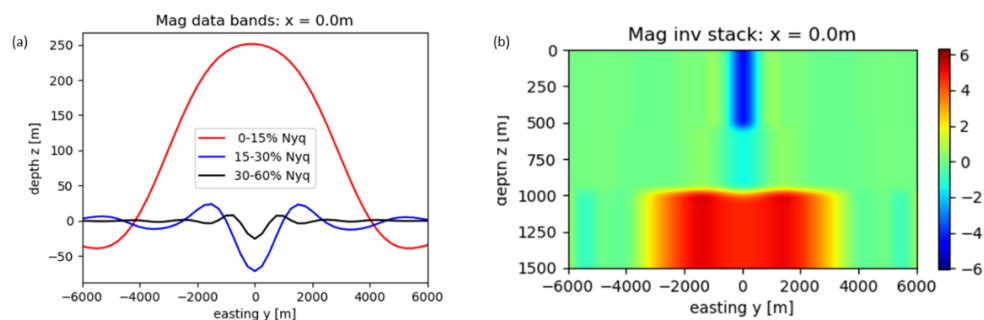 (a)
Mag data bands: x = 0.0m
depth z [m]
250
200
150
100
50
0
−50
0-15% Nyq
15-30% Nyq
30-60% Nyq
−6000 −4000 −2000 0 2000 4000 6000
easting y [m]
(b)
Mag inv stack: x = 0.0m
depth z [m]
0
250
500
750
1000
1250
1500
−6000 −4000 −2000 0 2000 4000 6000
easting y [m]
6
4
2
0
−2
−4
−6